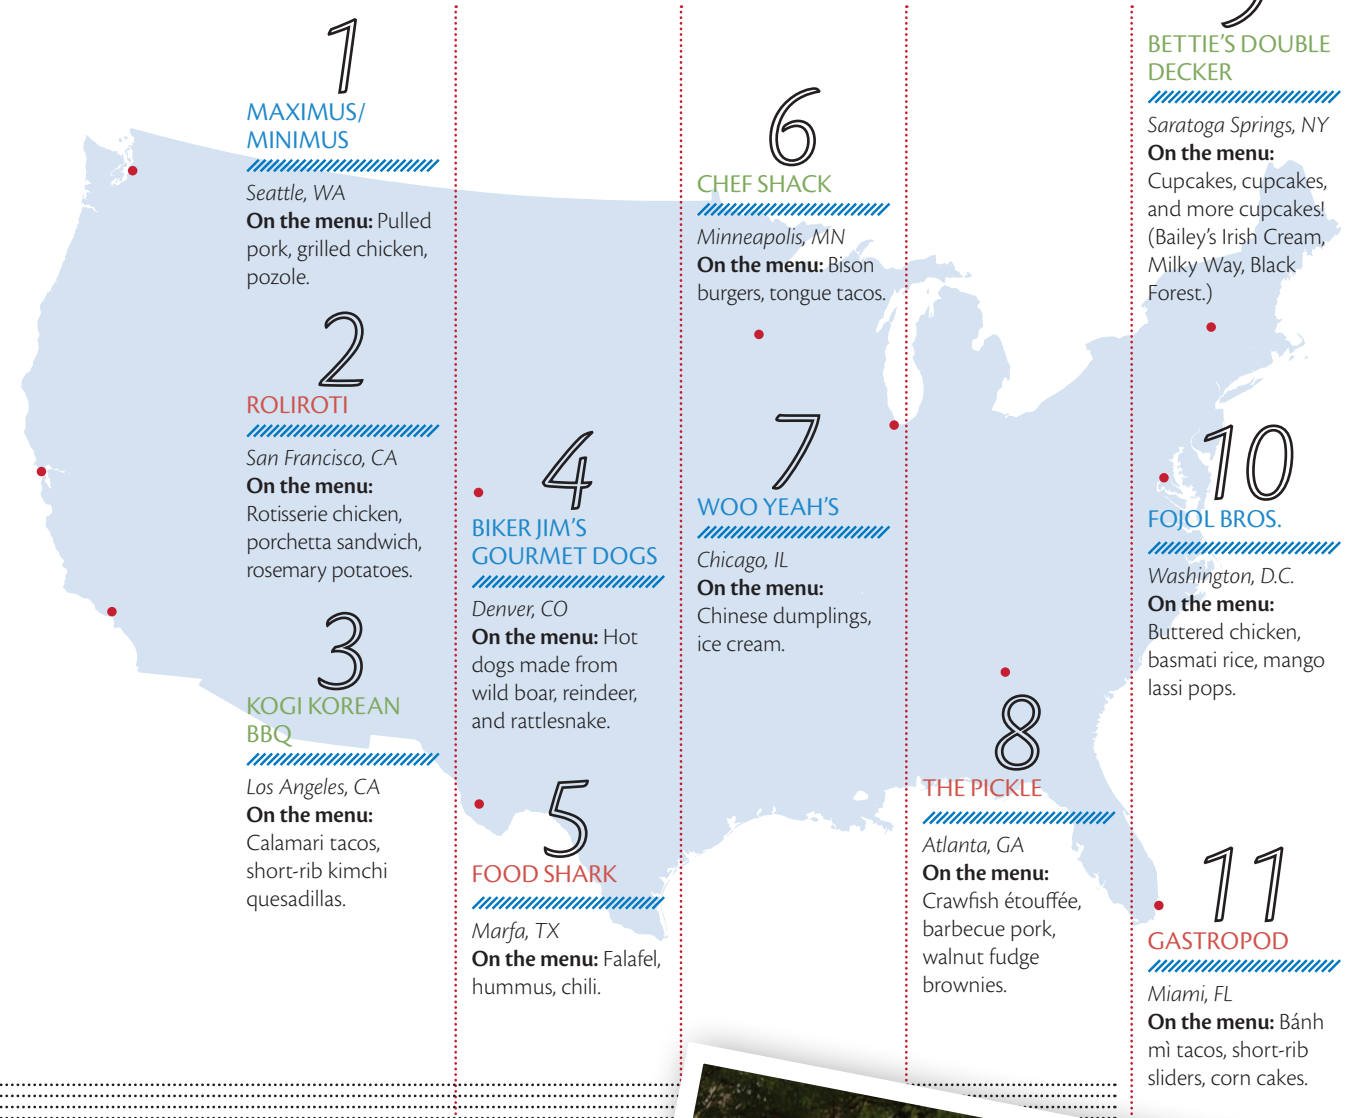 1
MAXIMUS/
MINIMUS
Seattle, WA
On the menu: Pulled
pork, grilled chicken,
pozole.
2
ROLIROTI
San Francisco, CA
On the menu:
Rotisserie chicken,
porchetta sandwich,
rosemary potatoes.
3
KOGI KOREAN
BBQ
Los Angeles, CA
On the menu:
Calamari tacos,
short-rib kimchi
quesadillas.
4
BIKER JIM'S
GOURMET DOGS
Denver, CO
On the menu: Hot
dogs made from
wild boar, reindeer,
and rattlesnake.
5
FOOD SHARK
Marfa, TX
On the menu: Falafel,
hummus, chili.
6
CHEF SHACK
Minneapolis, MN
On the menu: Bison
burgers, tongue tacos.
7
WOO YEAH'S
Chicago, IL
On the menu:
Chinese dumplings,
ice cream.
8
THE PICKLE
Atlanta, GA
On the menu:
Crawfish étouffée,
barbecue pork,
walnut fudge
brownies.
BETTIE'S DOUBLE
DECKER
Saratoga Springs, NY
On the menu:
Cupcakes, cupcakes,
and more cupcakes!
(Bailey's Irish Cream,
Milky Way, Black
Forest.)
10
FOJOL BROS.
Washington, D.C.
On the menu:
Buttered chicken,
basmati rice, mango
lassi pops.
11
GASTROPOD
Miami, FL
On the menu: Bánh
mì tacos, short-rib
sliders, corn cakes.